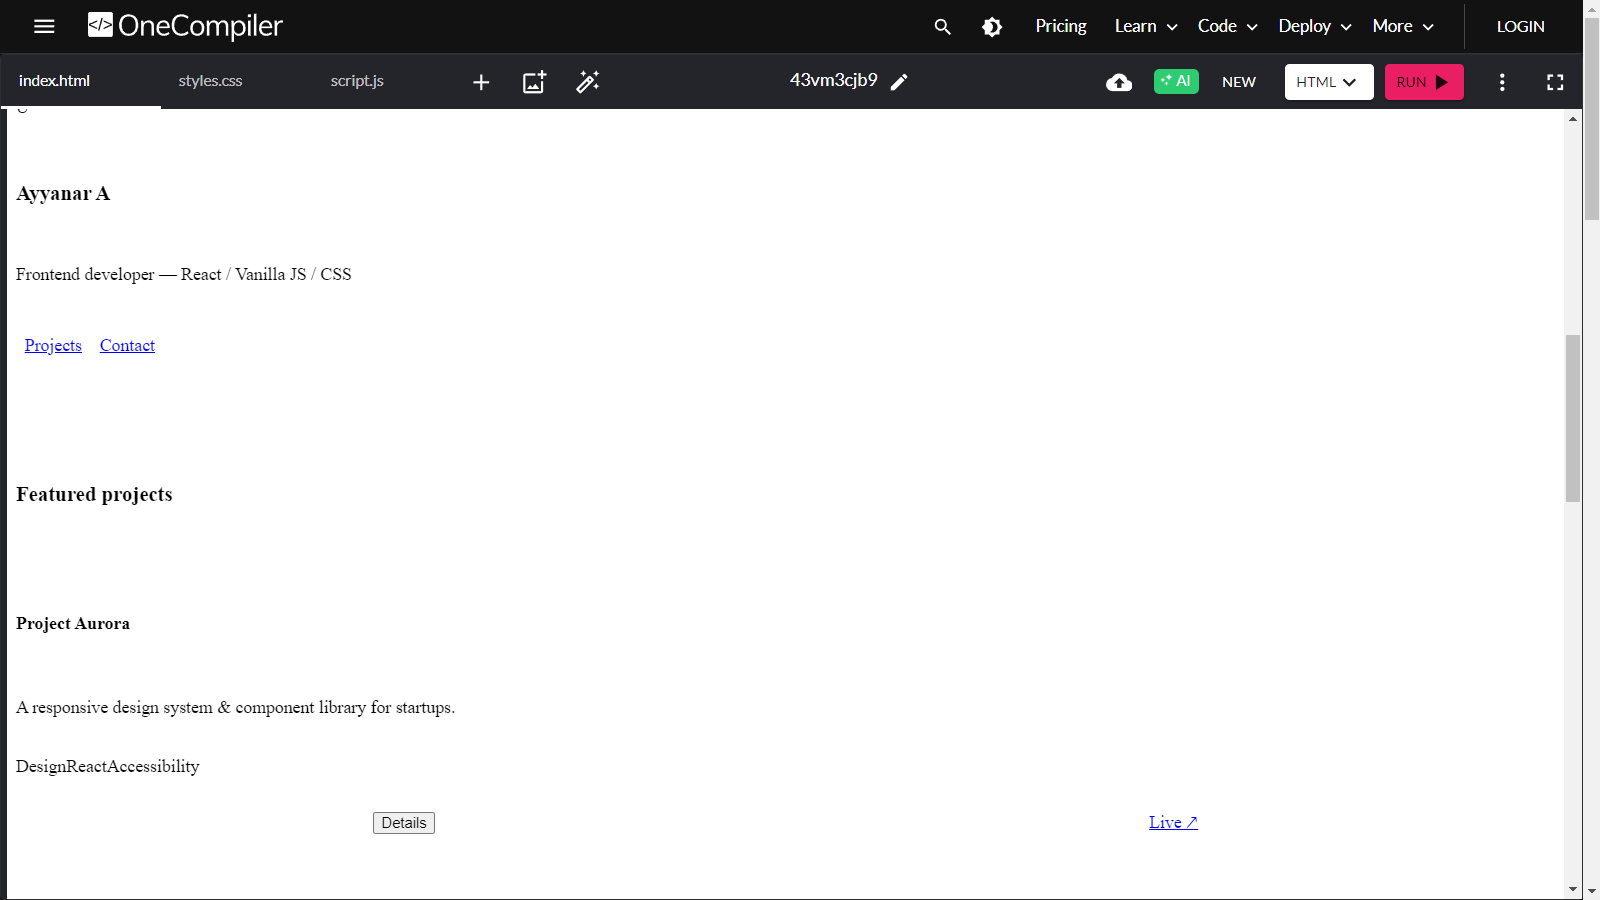 </> OneCompiler Pricing Learn Code Deploy More LOGIN
index.html styles.css script.js 43vm3cjb9 AI NEW HTML RUN
Ayyanar A
Frontend developer — React / Vanilla JS / CSS
Projects Contact
Featured projects
Project Aurora
A responsive design system & component library for startups.
DesignReactAccessibility
Details Live ↗